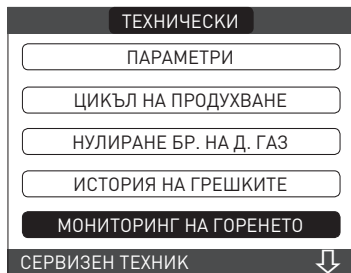 ТЕХНИЧЕСКИ
ПАРАМЕТРИ
ЦИКЪЛ НА ПРОДУХВАНЕ
НУЛИРАНЕ БР. НА Д. ГАЗ
ИСТОРИЯ НА ГРЕШКИТЕ
МОНИТОРИНГ НА ГОРЕНЕТО
СЕРВИЗЕН ТЕХНИК